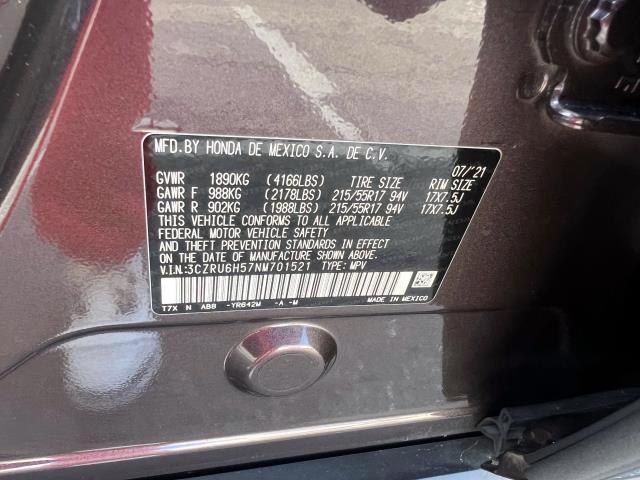 MFD. BY HONDA DE MEXICO S.A. DE C.V. 07/'21
GVWR 1890KG (4166LBS) TIRE SIZE RIM SIZE
GAWR F 988KG (2178LBS) 215/55R17 94V 17X7.5J
GAWR R 902KG (1988LBS) 215/55R17 94V 17X7.5J
THIS VEHICLE CONFORMS TO ALL APPLICABLE
FEDERAL MOTOR VEHICLE SAFETY BUMPER
AND THEFT PREVENTION STANDARDS IN EFFECT
ON THE DATE OF MANUFACTURE SHOWN ABOVE.
V.I.N:3CZRU6H57NM701521 TYPE: MPV
T7X N ABB -YR642M -A -M MADE IN MEXICO